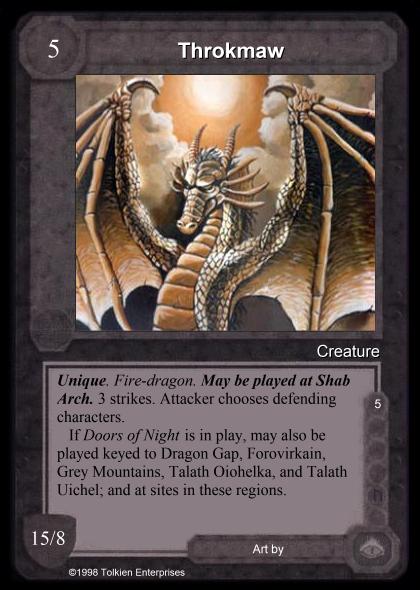 5
Throkmaw
Creature
Unique. Fire-dragon. May be played at Shab
Arch. 3 strikes. Attacker chooses defending
characters.
If Doors of Night is in play, may also be
played keyed to Dragon Gap, Forovirkain,
Grey Mountains, Talath Oiohelka, and Talath
Uichel; and at sites in these regions.
5
15/8
Art by
©1998 Tolkien Enterprises